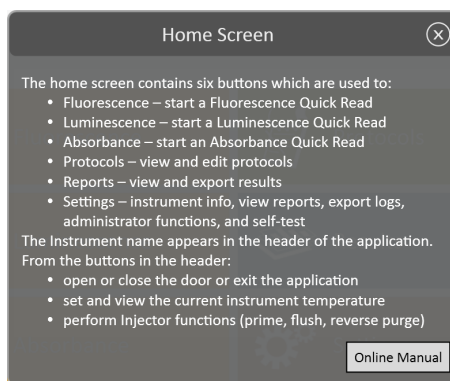 Home Screen
The home screen contains six buttons which are used to:
• Fluorescence – start a Fluorescence Quick Read
• Luminescence – start a Luminescence Quick Read
• Absorbance – start an Absorbance Quick Read
• Protocols – view and edit protocols
• Reports – view and export results
• Settings – instrument info, view reports, export logs,
administrator functions, and self-test
The Instrument name appears in the header of the application.
From the buttons in the header:
• open or close the door or exit the application
• set and view the current instrument temperature
• perform Injector functions (prime, flush, reverse purge)
Online Manual